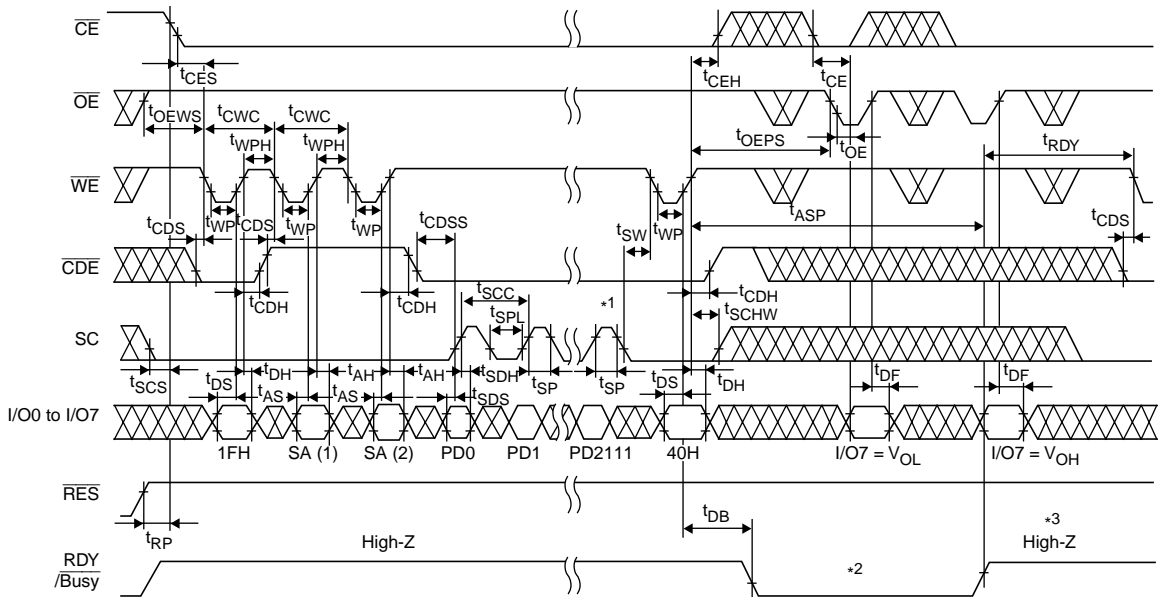 CE
tCES
tCEH
tCE
OE
tOEWS
tCWC
tCWC
tWPH
tWPH
tOEPS
tOE
tRDY
WE
tCDS
tWP
tCDS
tWP
tWP
tCDSS
tSW
tWP
tASP
tCDS
CDE
tCDH
tCDH
tSCC
tSPL
*1
tCDH
tSCHW
SC
tSCS
tDS
tDH
tAS
tAH
tAS
tAH
tSDH
tSDS
tSP
tSP
tDS
tDH
tDF
tDF
I/O0 to I/O7
1FH
SA (1)
SA (2)
PD0
PD1
PD2111
40H
I/O7 = VOL
I/O7 = VOH
RES
tRP
tDB
*3
High-Z
High-Z
RDY
/Busy
*2